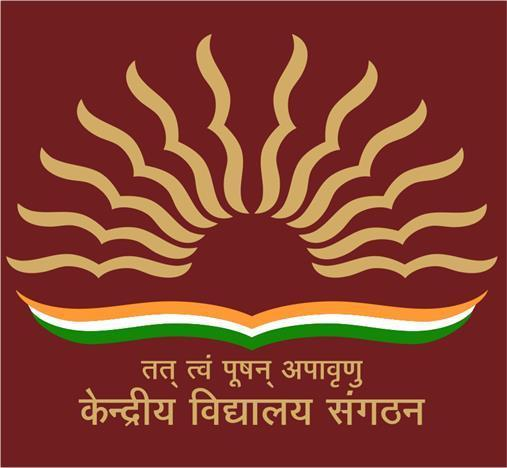 तत् त्वं पूषन् अपावृणु
केन्द्रीय विद्यालय संगठन